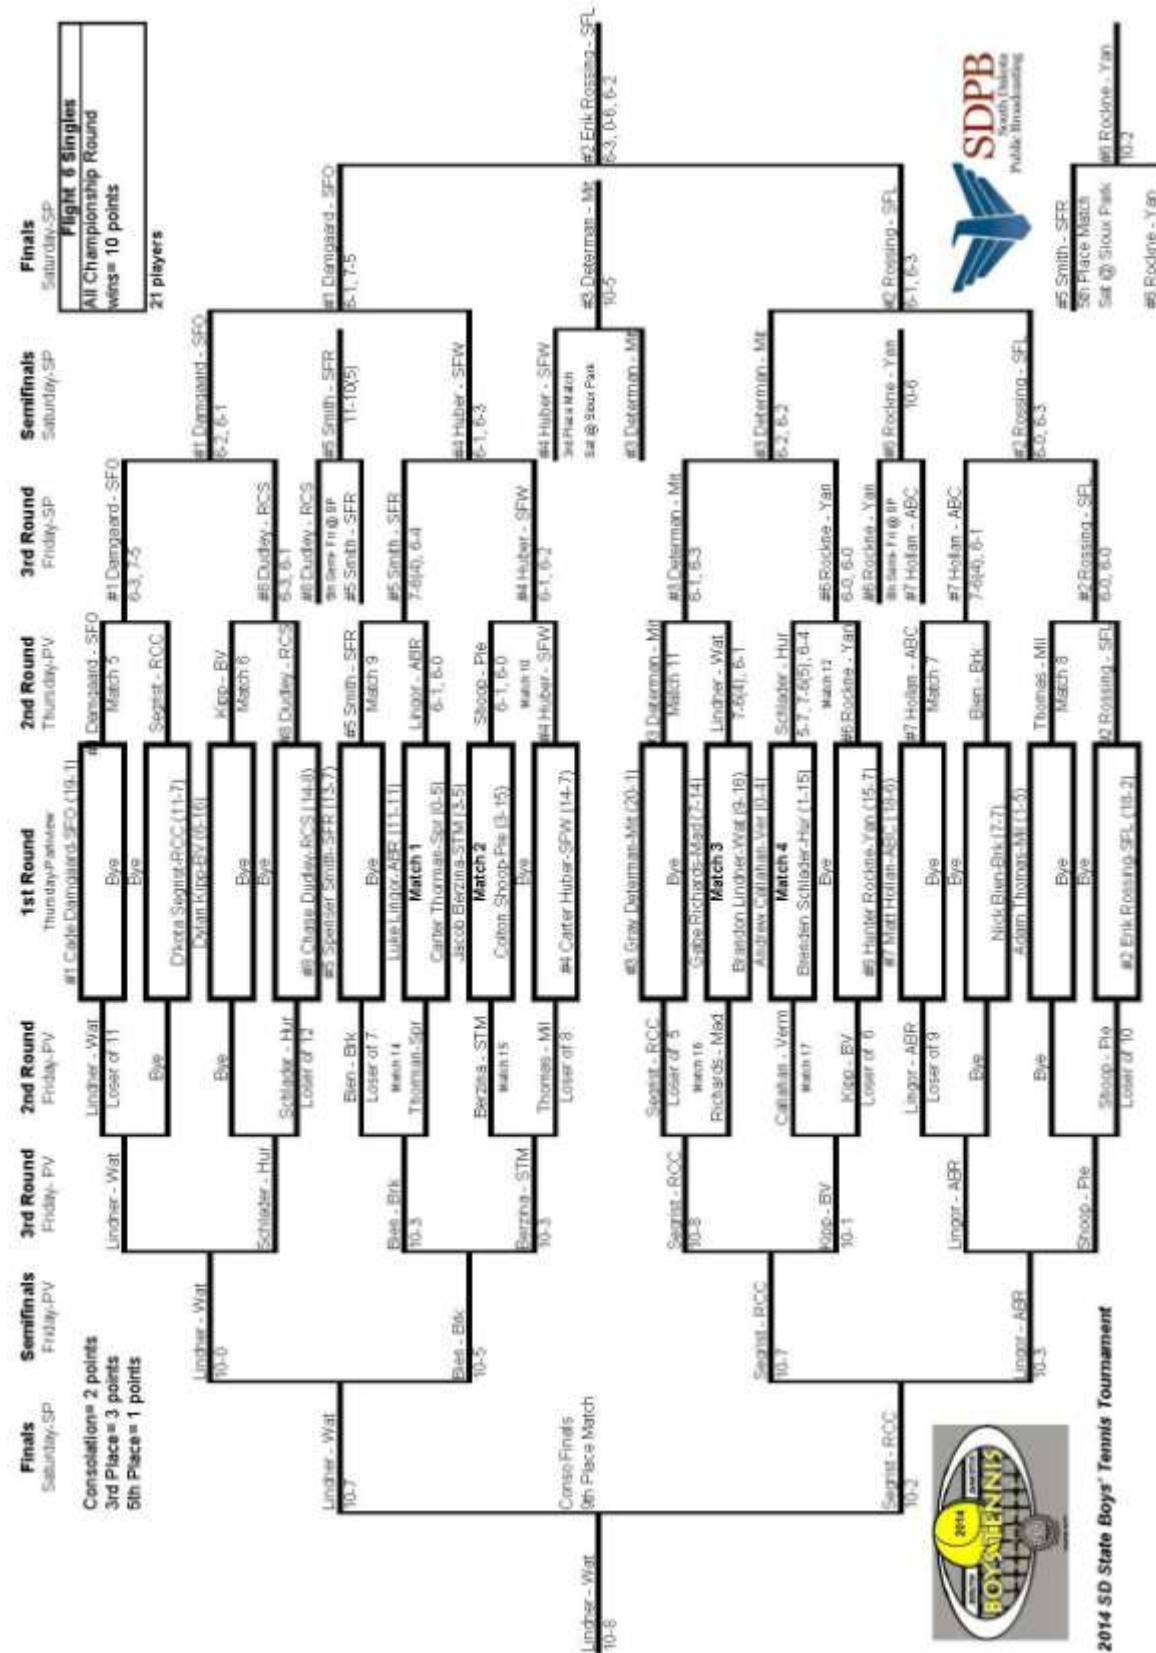 Finals
Saturday-SP
Semifinals
Friday-PV
3rd Round
Friday- PV
2nd Round
Friday-PV
1st Round
Thursday-Parkview
2nd Round
Thursday-PV
3rd Round
Friday-SP
Semifinals
Saturday-SP
Finals
Saturday-SP
Flight 6 Singles
All Championship Round
wins= 10 points
21 players
Consolation= 2 points
3rd Place= 3 points
5th Place= 1 points
Lindner - Wat
10-8
Conso Finals
9th Place Match
Lindner - Wat
10-7
Segrist - RCC
10-2
Lindner - Wat
10-0
Bien - Brk
10-5
Segrist - RCC
10-7
Lingor - ABR
10-3
Lindner - Wat
Schlader - Hur
Bien - Brk
10-3
Berzina - STM
10-3
Segrist - RCC
10-8
Kipp - BV
10-1
Lingor - ABR
Shoop - Pie
Lindner - Wat
Loser of 11
Bye
Bye
Schlader - Hur
Loser of 12
Bien - Brk
Loser of 7
Match 14
Thorman-Spr
Berzina - STM
Match 15
Thomas - Mil
Loser of 8
Segrist - RCC
Loser of 5
Match 16
Richards - Mad
Callahan - Verm
Match 17
Kipp - BV
Loser of 6
Lingor - ABR
Loser of 9
Bye
Bye
Shoop - Pie
Loser of 10
#1 Cade Damgaard-SFO (19-1)
Bye
Bye
D'kota Segrist-RCC (11-7)
Dylan Kipp-BV(6-16)
Bye
Bye
#8 Chase Dudley-RCS (14-8)
#5 Spenser Smith-SFR (13-7)
Bye
Luke Lingor-ABR (11-11)
Match 1
Carter Thorman-Spr (0-5)
Jacob Berzina-STM (3-5)
Match 2
Colton Shoop-Pie (3-15)
Bye
#4 Carter Huber-SFW (14-7)
#3 Gray Determan-Mit (20-1)
Bye
Gabe Richards-Mad (7-14)
Match 3
Brandon Lindner-Wat (9-16)
Andrew Callahan-Ver (0-4)
Match 4
Branden Schlader-Hur (1-15)
Bye
#6 Hunter Rockne-Yan (15-7)
#7 Matt Hollan-ABC (18-6)
Bye
Bye
Nick Bien-Brk(7-7)
Adam Thomas-Mil (1-5)
Bye
Bye
#2 Erik Rossing-SFL (18-2)
#1 Damgaard - SFO
Match 5
Segrist - RCC
Kipp - BV
Match 6
#8 Dudley - RCS
#5 Smith - SFR
Match 9
Lingor - ABR
6-1, 6-0
Shoop - Pie
6-1, 6-0
Match 10
#4 Huber - SFW
#3 Determan - Mit
Match 11
Lindner - Wat
7-6(4), 6-1
Schlader - Hur
5-7, 7-6(5), 6-4
Match 12
#6 Rockne - Yan
#7 Hollan - ABC
Match 7
Bien - Brk
Thomas - Mil
Match 8
#2 Rossing - SFL
#1 Damgaard - SFO
6-3, 7-5
#8 Dudley - RCS
6-3, 6-1
#8 Dudley - RCS
#5 Smith - SFR
#5 Smith - SFR
7-6(4), 6-4
#4 Huber - SFW
6-1, 6-2
#3 Determan - Mit
6-1, 6-3
#6 Rockne - Yan
6-0, 6-0
#6 Rockne - Yan
#7 Hollan - ABC
#7 Hollan - ABC
7-6(4), 6-1
#2 Rossing - SFL
6-0, 6-0
#1 Damgaard - SFO
6-2, 6-1
#5 Smith - SFR
11-10(5)
#4 Huber - SFW
6-1, 6-3
#4 Huber - SFW
3rd Place Match
Sat @ Sioux Park
#3 Determan - Mit
#3 Determan - Mit
6-2, 6-2
#6 Rockne - Yan
10-6
#2 Rossing - SFL
6-0, 6-3
#1 Damgaard - SFO
6-1, 7-5
#3 Determan - Mit
10-5
#2 Rossing - SFL
6-1, 6-3
#2 Erik Rossing - SFL
6-3, 0-6, 6-2
SDPB
South Dakota
Public Broadcasting
#5 Smith - SFR
5th Place Match
Sat @ Sioux Park
#6 Rockne - Yan
#6 Rockne - Yan
10-2
2014
SOUTH DAKOTA
BOYS TENNIS
2014 SD State Boys' Tennis Tournament